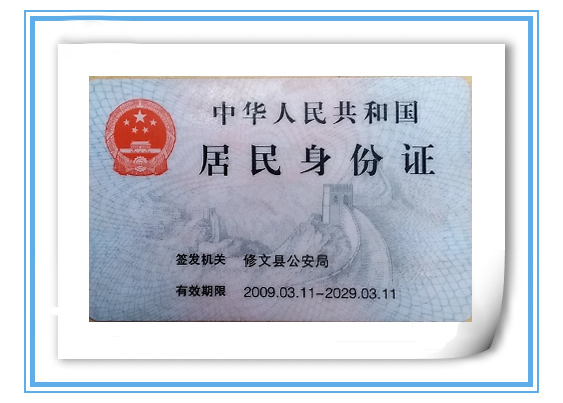 中华人民共和国
居民身份证
签发机关 修文县公安局
有效期限 2009.03.11-2029.03.11